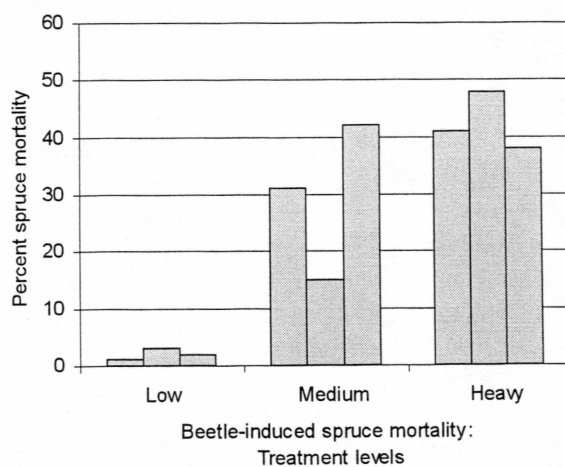 60
50
40
30
20
10
0
Percent spruce mortality
Low Medium Heavy
Beetle-induced spruce mortality:
Treatment levels